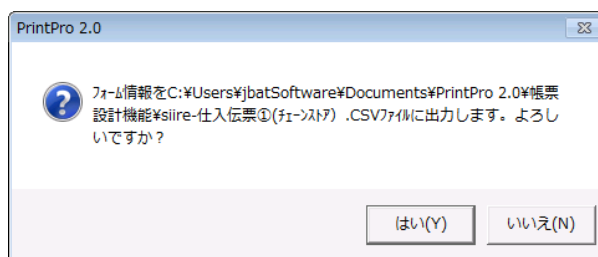 PrintPro 2.0
フォーム情報をC:¥Users¥jbatSoftware¥Documents¥PrintPro 2.0¥帳票
設計機能¥siire-仕入伝票①(チェーンストア）.CSVファイルに出力します。よろし
いですか？
はい(Y)
いいえ(N)